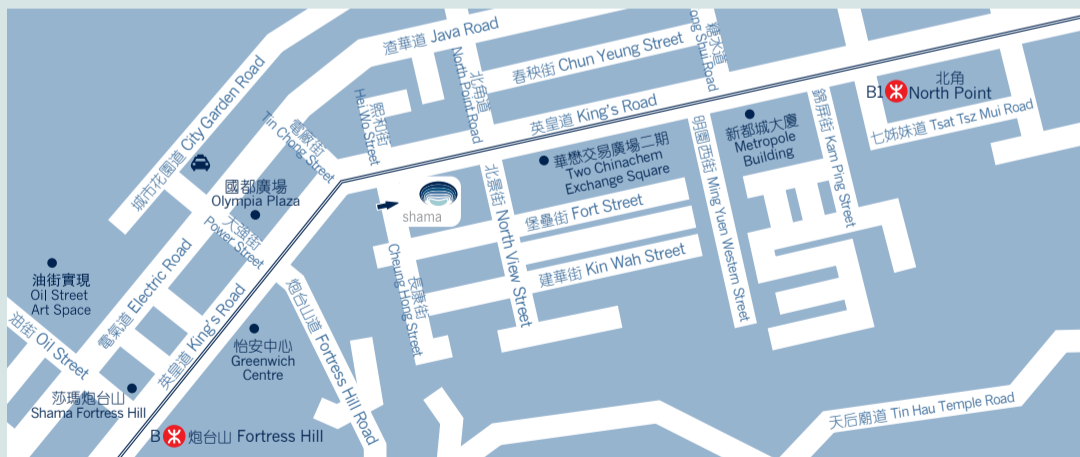 渣華道 Java Road
北角道
North Point Road
春秧街 Chun Yeung Street
糖水道
ong Shui Road
城市花園道 City Garden Road
電廠街
Tin Chong Street
熙和街
Hei Wo Street
英皇道 King's Road
B1
北角
North Point
七姊妹道 Tsat Tsz Mui Road
錦屏街 Kam Ping Street
新都城大廈
Metropole
Building
明園西街 Ming Yuen Western Street
華懋交易廣場二期
Two Chinachem
Exchange Square
國都廣場
Olympia Plaza
大強街
Power Street
shama
北景街 North View Street
堡壘街 Fort Street
建華街 Kin Wah Street
長康街
Cheung Hong Street
油街實現
Oil Street
Art Space
油街 Oil Street
電氣道 Electric Road
英皇道 King's Road
炮台山道 Fortress Hill Road
怡安中心
Greenwich
Centre
莎瑪炮台山
Shama Fortress Hill
B
炮台山 Fortress Hill
天后廟道 Tin Hau Temple Road